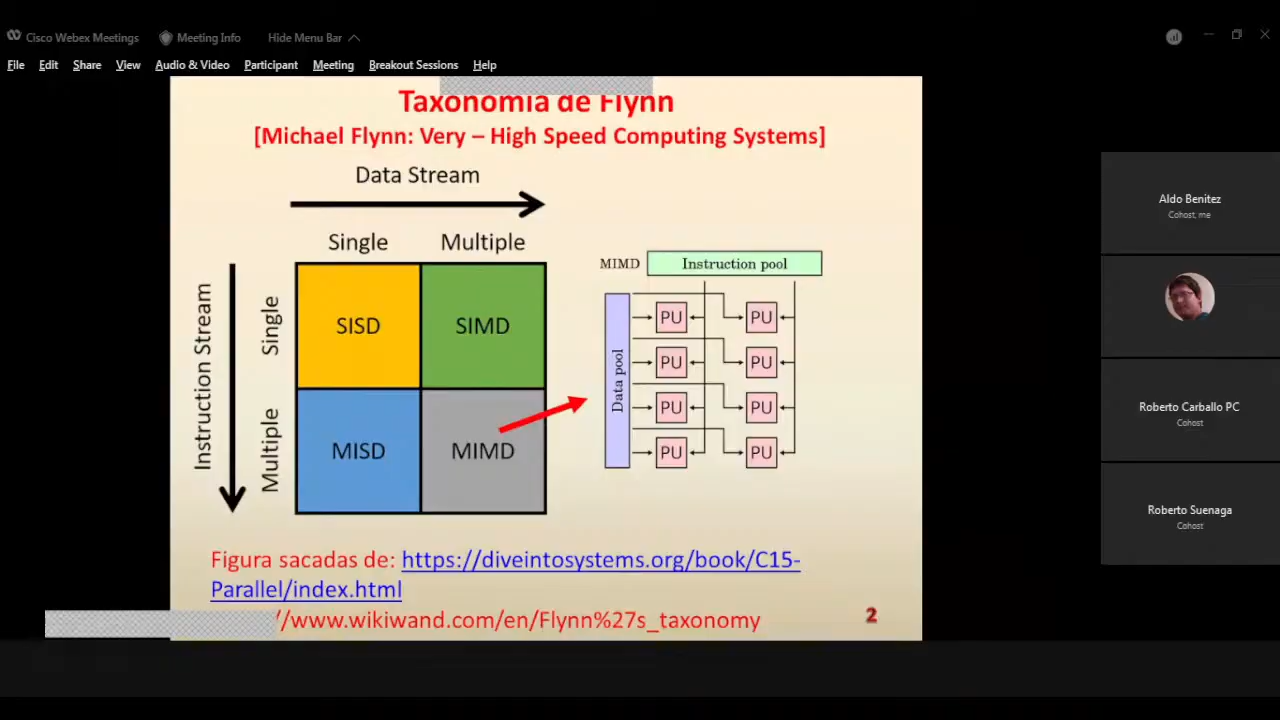 Cisco Webex Meetings
Meeting Info
Hide Menu Bar
File Edit Share View Audio & Video Participant Meeting Breakout Sessions Help
Taxonomía de Flynn
[Michael Flynn: Very – High Speed Computing Systems]
Data Stream
Single Multiple
Instruction Stream
Single
Multiple
SISD SIMD
MISD MIMD
MIMD Instruction pool
Data pool
PU PU
PU PU
PU PU
PU PU
Figura sacadas de: https://diveintosystems.org/book/C15-
Parallel/index.html
//www.wikiwand.com/en/Flynn%27s_taxonomy
2
Aldo Benitez
Cohost, me
Roberto Carballo PC
Cohost
Roberto Suenaga
Cohost